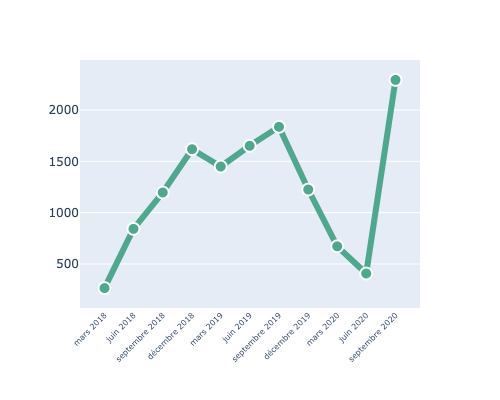 2000
1500
1000
500
mars 2018
juin 2018
septembre 2018
décembre 2018
mars 2019
juin 2019
septembre 2019
décembre 2019
mars 2020
juin 2020
septembre 2020